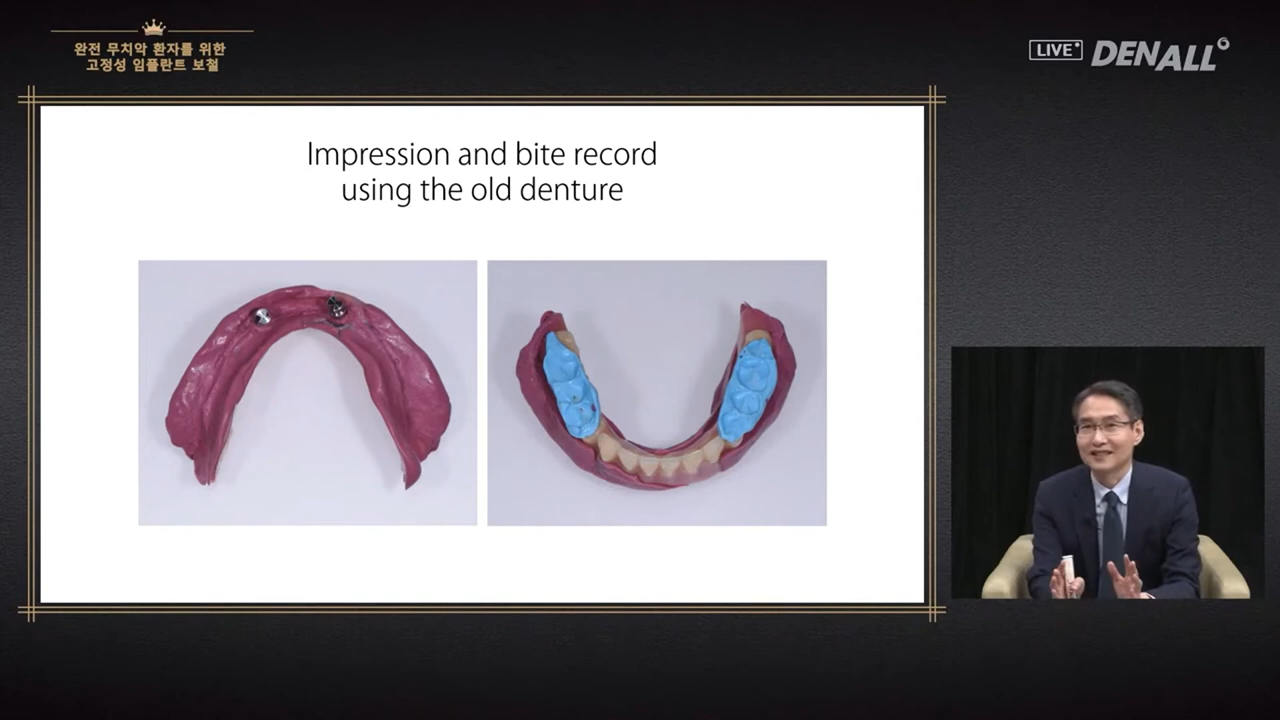 완전 무치악 환자를 위한
고정성 임플란트 보철
LIVE
DENALL
Impression and bite record
using the old denture